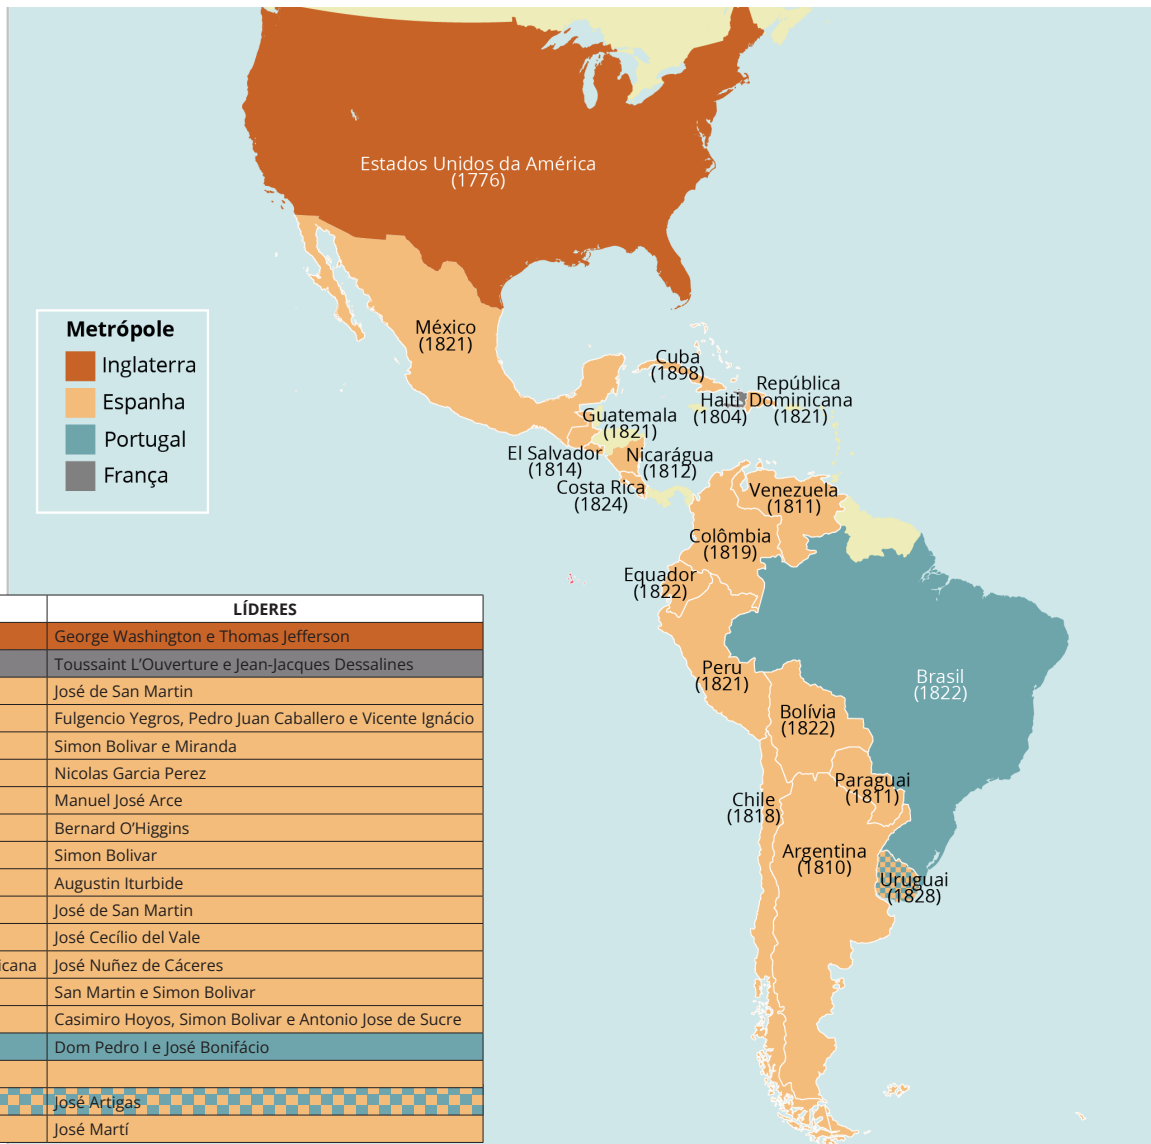 Estados Unidos da América
(1776)
México
(1821)
Metrópole
Inglaterra
Espanha
Portugal
França
Cuba
(1898)
República
Haiti Dominicana
(1804) (1821)
Guatemala
(1821)
El Salvador
(1814)
Nicarágua
(1812)
Costa Rica
(1824)
Venezuela
(1811)
Colômbia
(1819)
Equador
(1822)
Peru
(1821)
Brasil
(1822)
Bolívia
(1822)
Paraguai
(1811)
Chile
(1818)
Argentina
(1810)
Uruguai
(1828)
LÍDERES
George Washington e Thomas Jefferson
Toussaint L’Ouverture e Jean-Jacques Dessalines
José de San Martin
Fulgencio Yegros, Pedro Juan Caballero e Vicente Ignácio
Simon Bolivar e Miranda
Nicolas Garcia Perez
Manuel José Arce
Bernard O’Higgins
Simon Bolivar
Augustin Iturbide
José de San Martin
José Cecílio del Vale
icana José Nuñez de Cáceres
San Martin e Simon Bolivar
Casimiro Hoyos, Simon Bolivar e Antonio Jose de Sucre
Dom Pedro I e José Bonifácio
José Artigas
José Martí